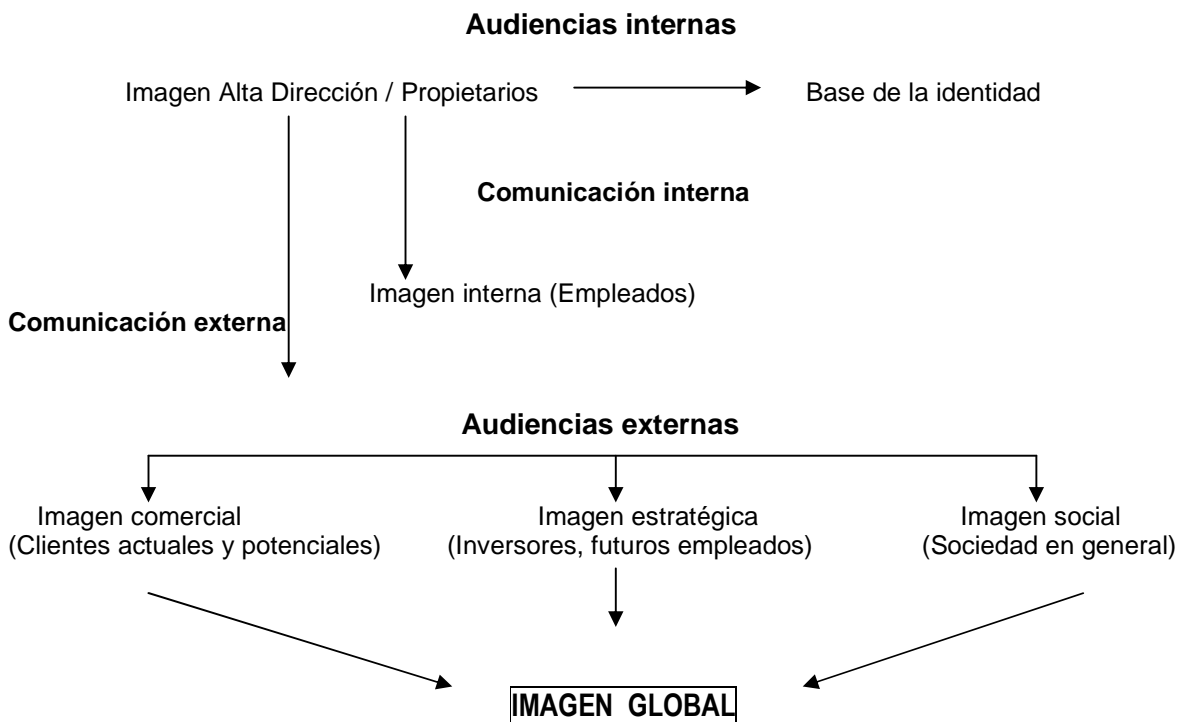 Audiencias internas
Imagen Alta Dirección / Propietarios
Base de la identidad
Comunicación interna
Imagen interna (Empleados)
Comunicación externa
Audiencias externas
Imagen comercial
(Clientes actuales y potenciales)
Imagen estratégica
(Inversores, futuros empleados)
Imagen social
(Sociedad en general)
IMAGEN GLOBAL